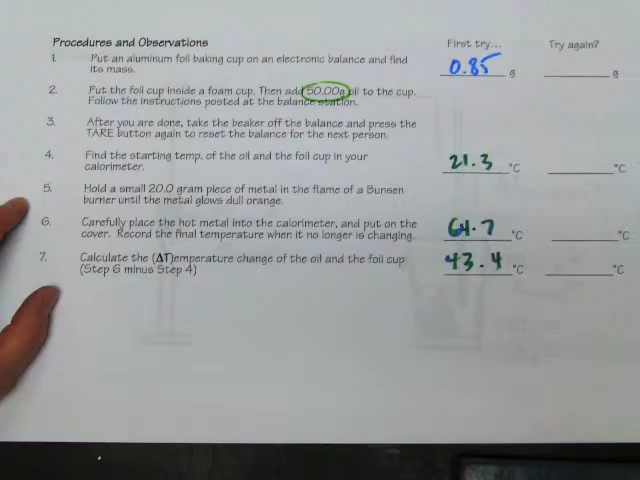 Procedures and Observations First try... Try again?
1. Put an aluminum foil baking cup on an electronic balance and find
its mass. 0.85 g g
2. Put the foil cup inside a foam cup. Then add 50.00g oil to the cup.
Follow the instructions posted at the balance station.
3. After you are done, take the beaker off the balance and press the
TARE button again to reset the balance for the next person.
4. Find the starting temp. of the oil and the foil cup in your
calorimeter. 21.3 °C °C
5. Hold a small 20.0 gram piece of metal in the flame of a Bunsen
burner until the metal glows dull orange.
6. Carefully place the hot metal into the calorimeter, and put on the
cover. Record the final temperature when it no longer is changing. 64.7 °C °C
7. Calculate the (ΔT)emperature change of the oil and the foil cup
(Step 6 minus Step 4) 43.4 °C °C